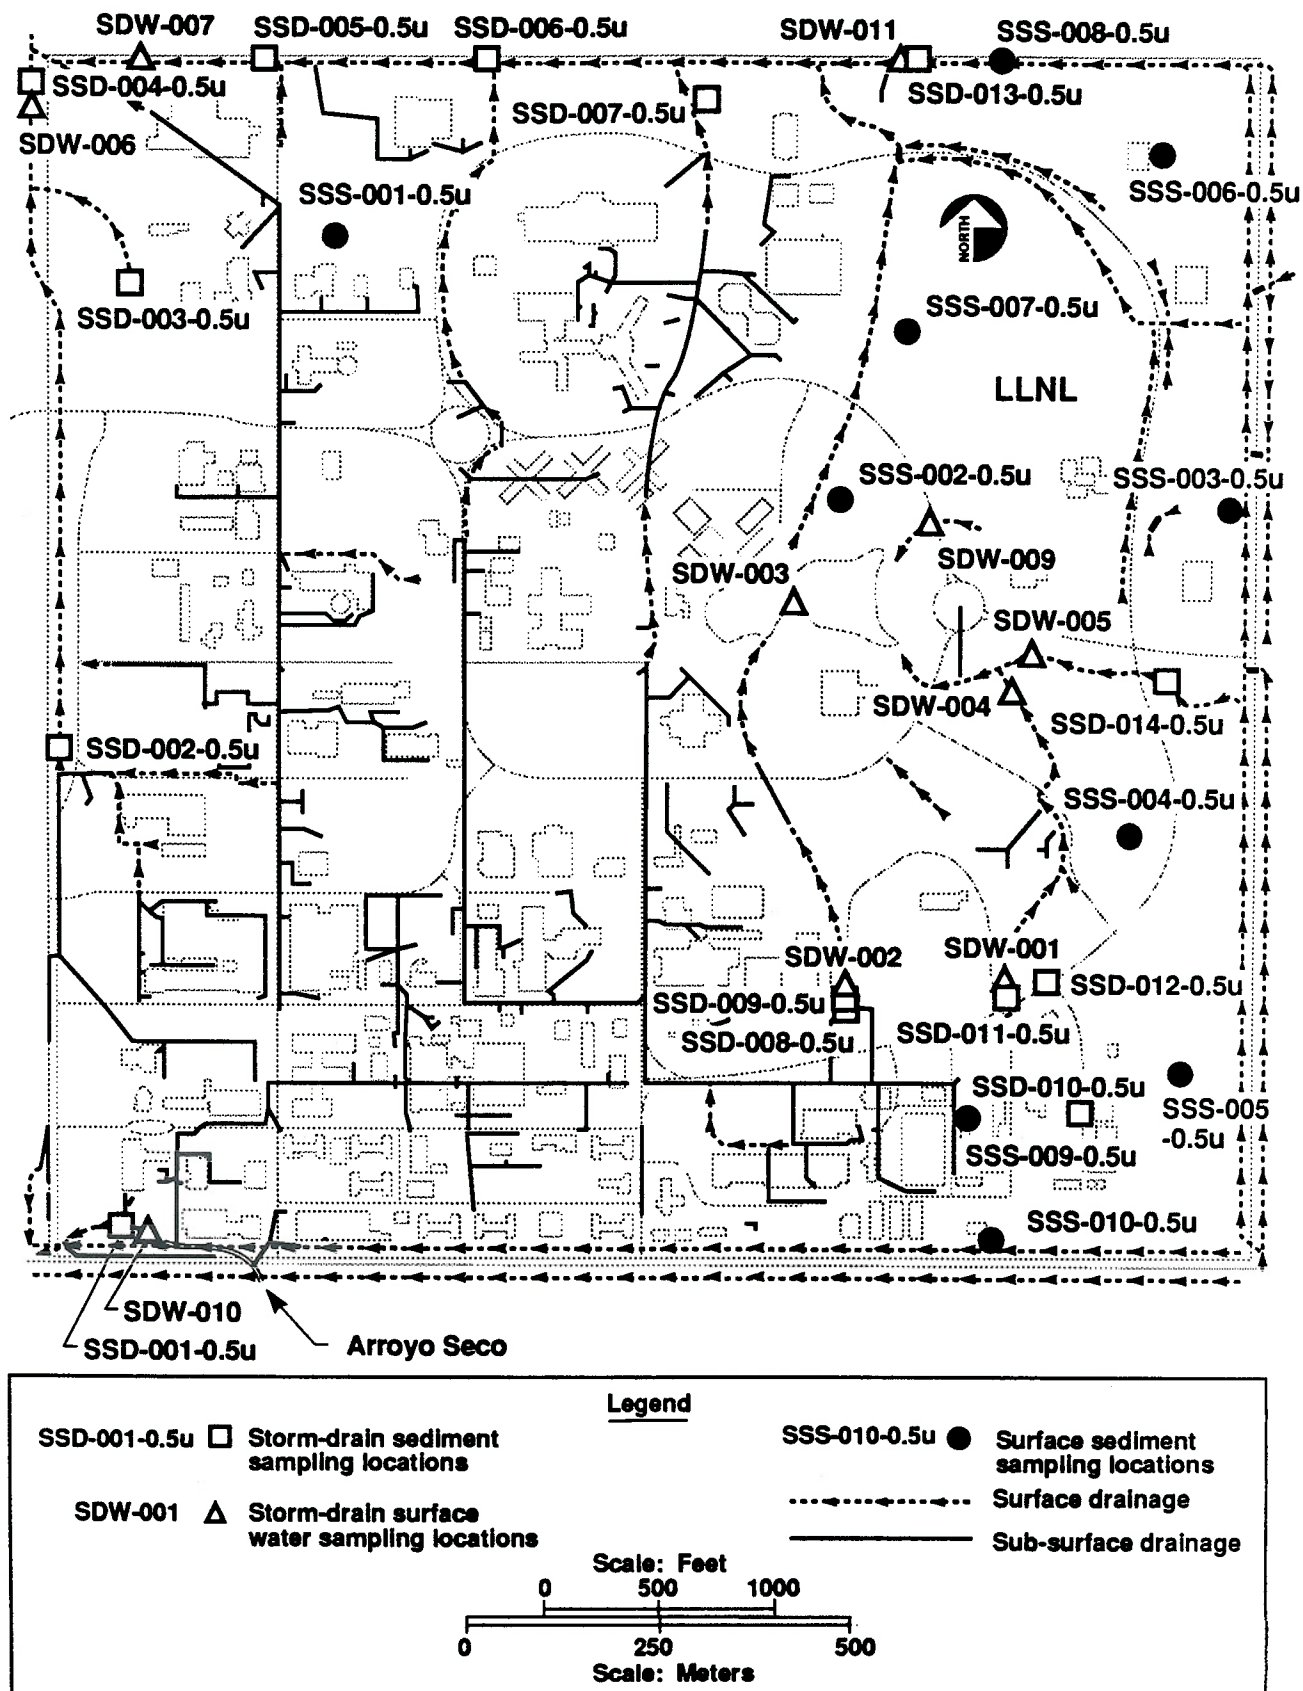 SDW-007
SSD-005-0.5u
SSD-006-0.5u
SDW-011
SSS-008-0.5u
SSD-004-0.5u
SSD-007-0.5u
SSD-013-0.5u
SDW-006
SSS-001-0.5u
SSS-006-0.5u
NORTH
SSD-003-0.5u
SSS-007-0.5u
LLNL
SSS-002-0.5u
SSS-003-0.5u
SDW-009
SDW-003
SDW-005
SDW-004
SSD-014-0.5u
SSD-002-0.5u
SSS-004-0.5u
SDW-002
SDW-001
SSD-009-0.5u
SSD-012-0.5u
SSD-008-0.5u
SSD-011-0.5u
SSD-010-0.5u
SSS-005
-0.5u
SSS-009-0.5u
SSS-010-0.5u
SDW-010
SSD-001-0.5u
Arroyo Seco
Legend
SSD-001-0.5u
Storm-drain sediment
sampling locations
SSS-010-0.5u
Surface sediment
sampling locations
SDW-001
Storm-drain surface
water sampling locations
Surface drainage
Sub-surface drainage
Scale: Feet
0 500 1000
0 250 500
Scale: Meters